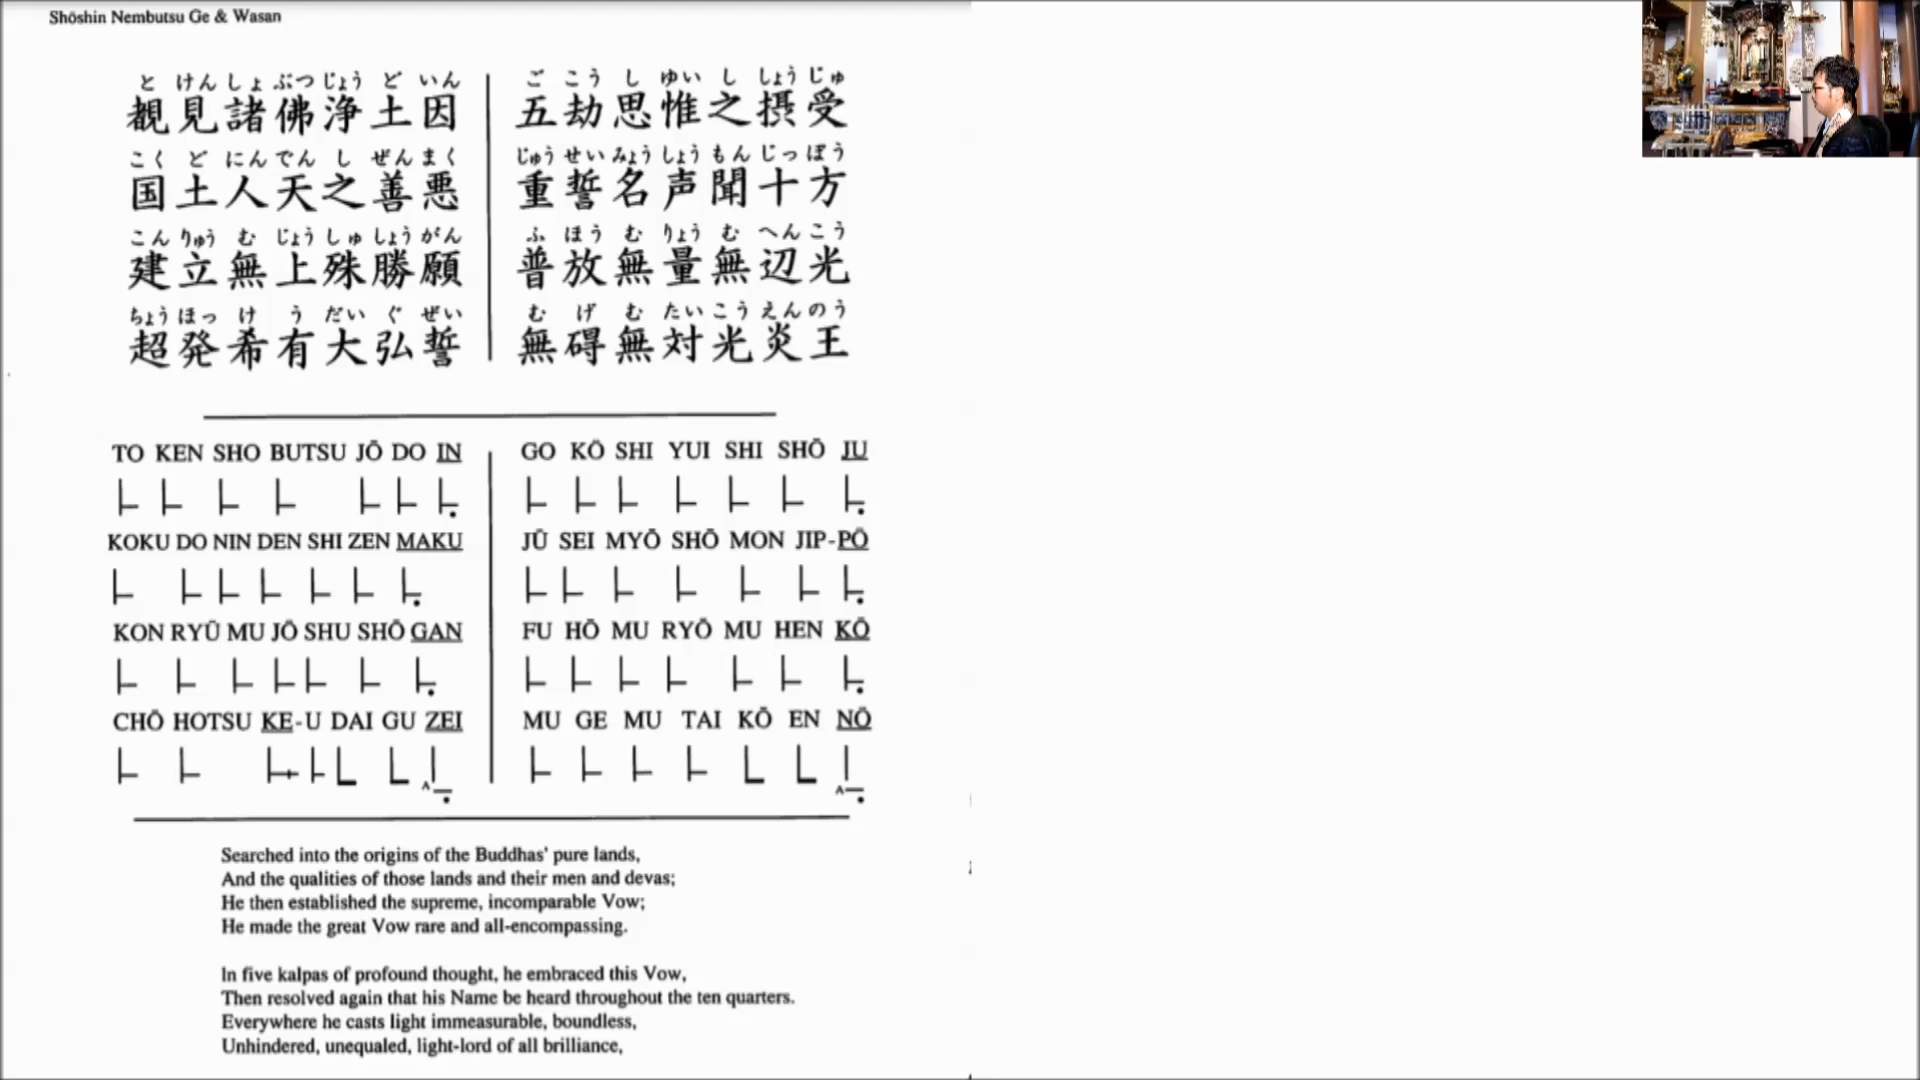 Shōshin Nembutsu Ge & Wasan
と けん しょ ぶつ じょう ど いん
覩見諸佛浄土因
こく ど にん でん し ぜん まく
国土人天之善悪
こん りゅう む じょう しゅ しょう がん
建立無上殊勝願
ちょう ほっ け う だい ぐ ぜい
超発希有大弘誓
ご こう し ゆい し しょう じゅ
五劫思惟之摂受
じゅう せい みょう しょう もん じっ ぽう
重誓名声聞十方
ふ ほう む りょう む へん こう
普放無量無辺光
む げ む たい こう えん のう
無碍無対光炎王
TO KEN SHO BUTSU JŌ DO IN
KOKU DO NIN DEN SHI ZEN MAKU
KON RYŪ MU JŌ SHU SHŌ GAN
CHŌ HOTSU KE-U DAI GU ZEI
GO KŌ SHI YUI SHI SHŌ JU
JŪ SEI MYŌ SHŌ MON JIP-PŌ
FU HŌ MU RYŌ MU HEN KŌ
MU GE MU TAI KŌ EN NŌ
Searched into the origins of the Buddhas' pure lands,
And the qualities of those lands and their men and devas;
He then established the supreme, incomparable Vow;
He made the great Vow rare and all-encompassing.
In five kalpas of profound thought, he embraced this Vow,
Then resolved again that his Name be heard throughout the ten quarters.
Everywhere he casts light immeasurable, boundless,
Unhindered, unequaled, light-lord of all brilliance,